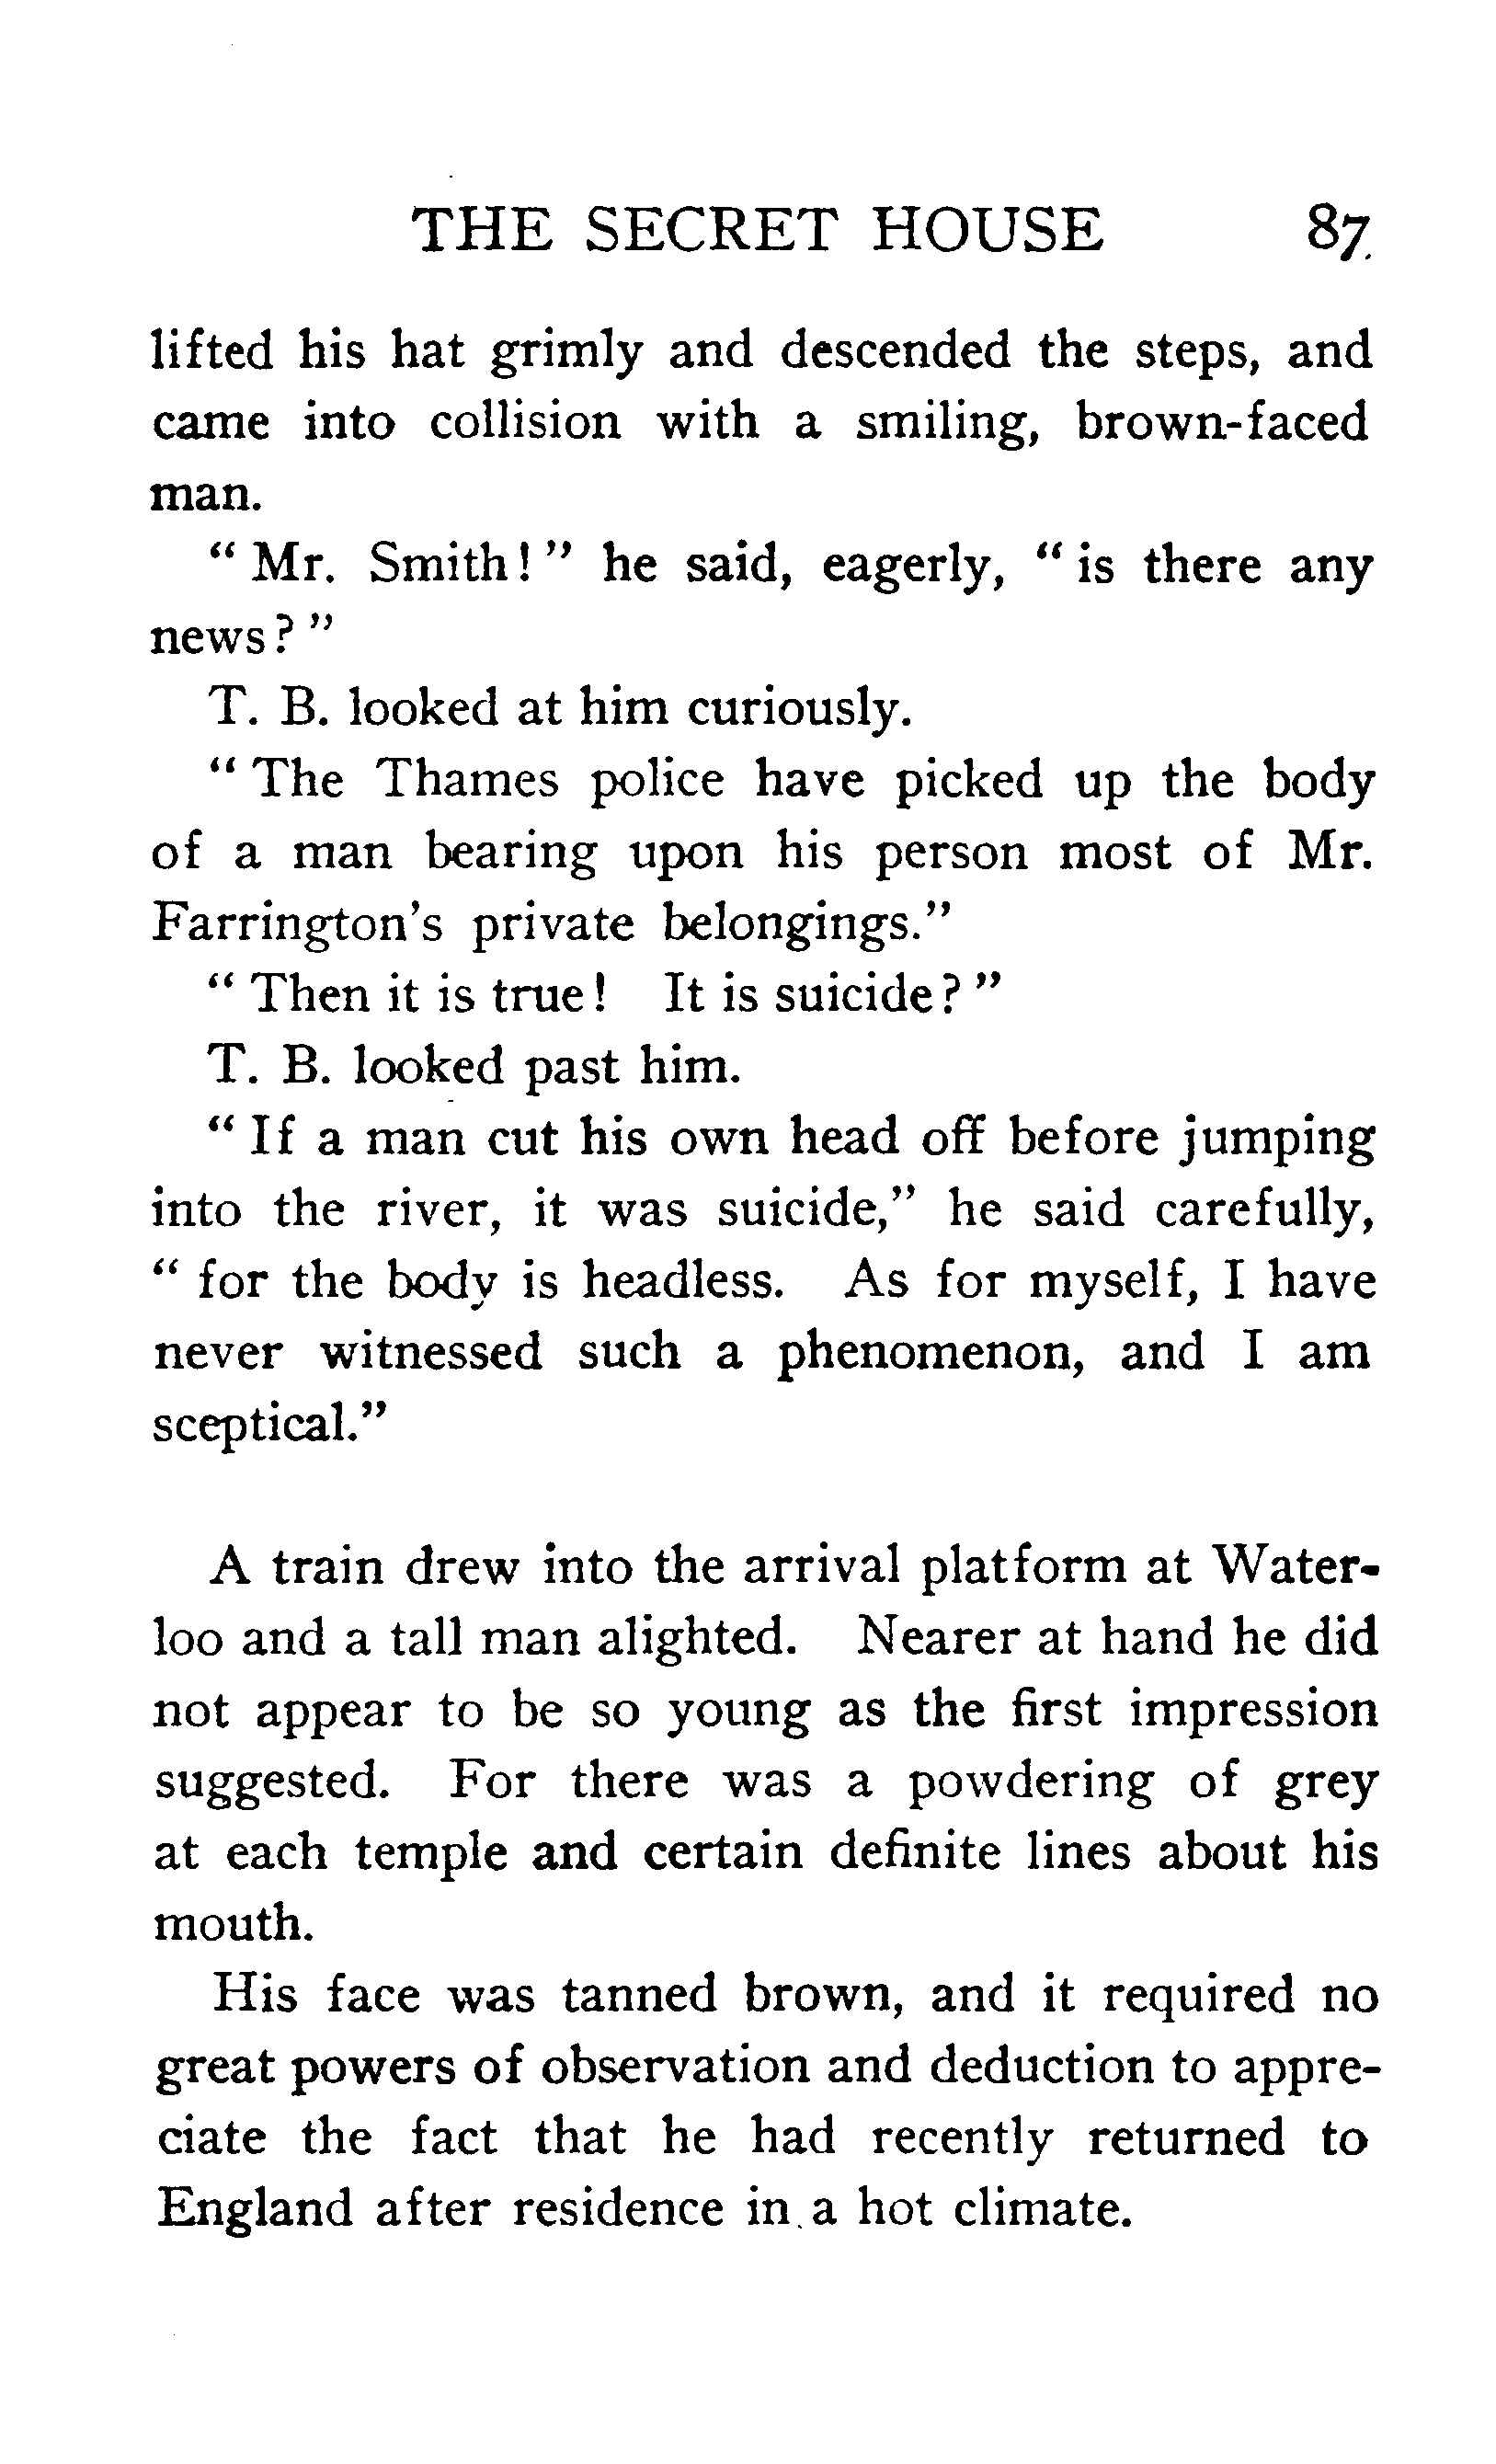 THE SECRET HOUSE 87
lifted his hat grimly and descended the steps, and
came into collision with a smiling, brown-faced
man.
“ Mr. Smith! ” he said, eagerly, “ is there any
news? ”
T. B. looked at him curiously.
“ The Thames police have picked up the body
of a man bearing upon his person most of Mr.
Farrington's private belongings.”
“ Then it is true! It is suicide? ”
T. B. looked past him.
“ If a man cut his own head off before jumping
into the river, it was suicide,” he said carefully,
“ for the body is headless. As for myself, I have
never witnessed such a phenomenon, and I am
sceptical.”
A train drew into the arrival platform at Water-
loo and a tall man alighted. Nearer at hand he did
not appear to be so young as the first impression
suggested. For there was a powdering of grey
at each temple and certain definite lines about his
mouth.
His face was tanned brown, and it required no
great powers of observation and deduction to appre-
ciate the fact that he had recently returned to
England after residence in a hot climate.